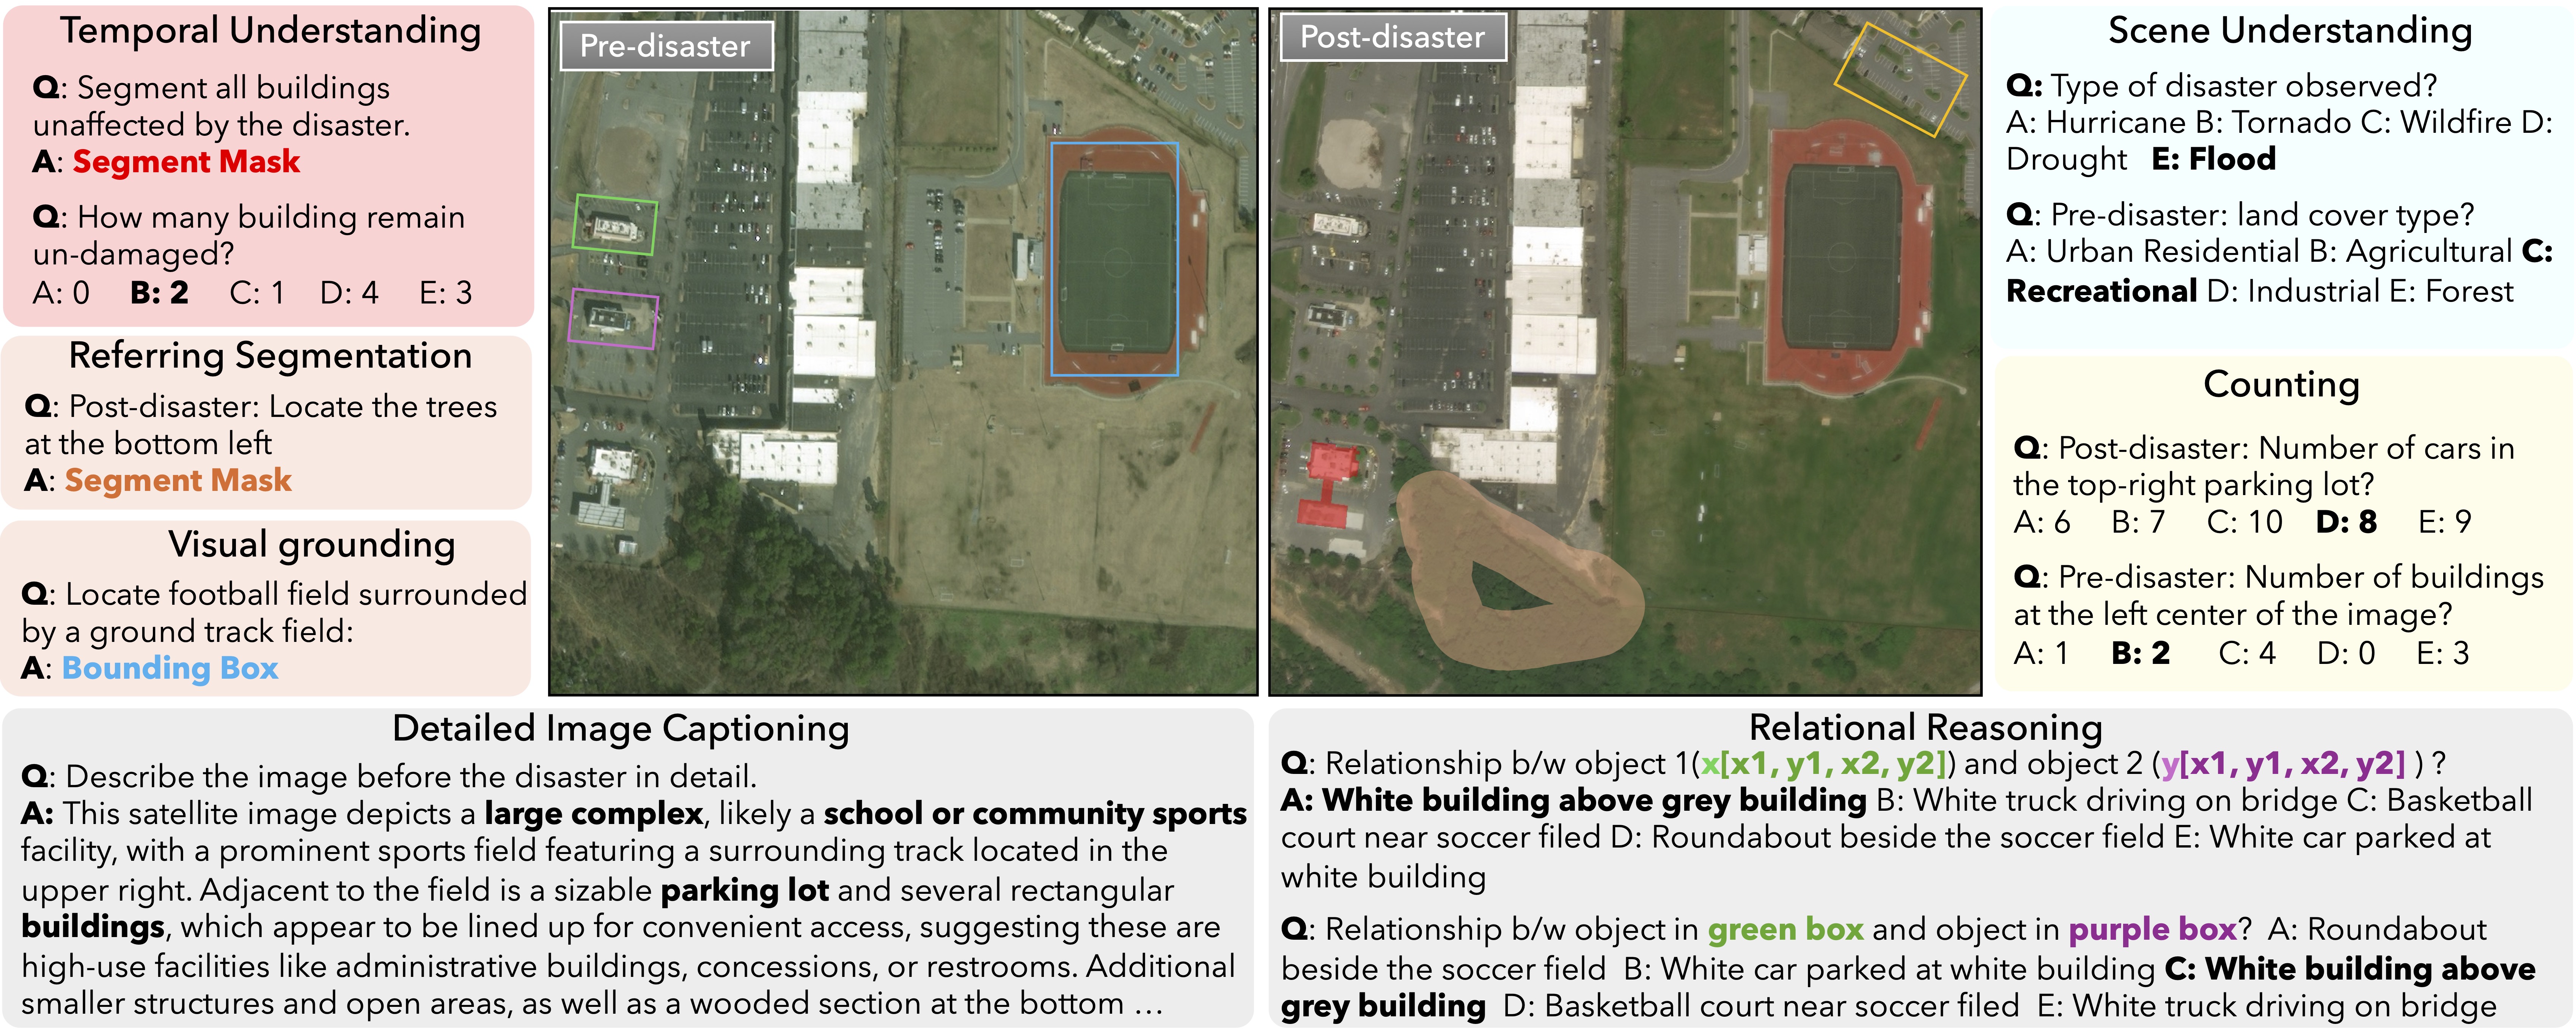 Temporal Understanding
Q: Segment all buildings
unaffected by the disaster.
A: Segment Mask
Q: How many building remain
un-damaged?
A: 0 B: 2 C: 1 D: 4 E: 3
Referring Segmentation
Q: Post-disaster: Locate the trees
at the bottom left
A: Segment Mask
Visual grounding
Q: Locate football field surrounded
by a ground track field:
A: Bounding Box
Pre-disaster
Post-disaster
Scene Understanding
Q: Type of disaster observed?
A: Hurricane B: Tornado C: Wildfire D:
Drought E: Flood
Q: Pre-disaster: land cover type?
A: Urban Residential B: Agricultural C:
Recreational D: Industrial E: Forest
Counting
Q: Post-disaster: Number of cars in
the top-right parking lot?
A: 6 B: 7 C: 10 D: 8 E: 9
Q: Pre-disaster: Number of buildings
at the left center of the image?
A: 1 B: 2 C: 4 D: 0 E: 3
Detailed Image Captioning
Q: Describe the image before the disaster in detail.
A: This satellite image depicts a large complex, likely a school or community sports
facility, with a prominent sports field featuring a surrounding track located in the
upper right. Adjacent to the field is a sizable parking lot and several rectangular
buildings, which appear to be lined up for convenient access, suggesting these are
high-use facilities like administrative buildings, concessions, or restrooms. Additional
smaller structures and open areas, as well as a wooded section at the bottom ...
Relational Reasoning
Q: Relationship b/w object 1(x[x1, y1, x2, y2]) and object 2 (y[x1, y1, x2, y2] ) ?
A: White building above grey building B: White truck driving on bridge C: Basketball
court near soccer filed D: Roundabout beside the soccer field E: White car parked at
white building
Q: Relationship b/w object in green box and object in purple box? A: Roundabout
beside the soccer field B: White car parked at white building C: White building above
grey building D: Basketball court near soccer filed E: White truck driving on bridge